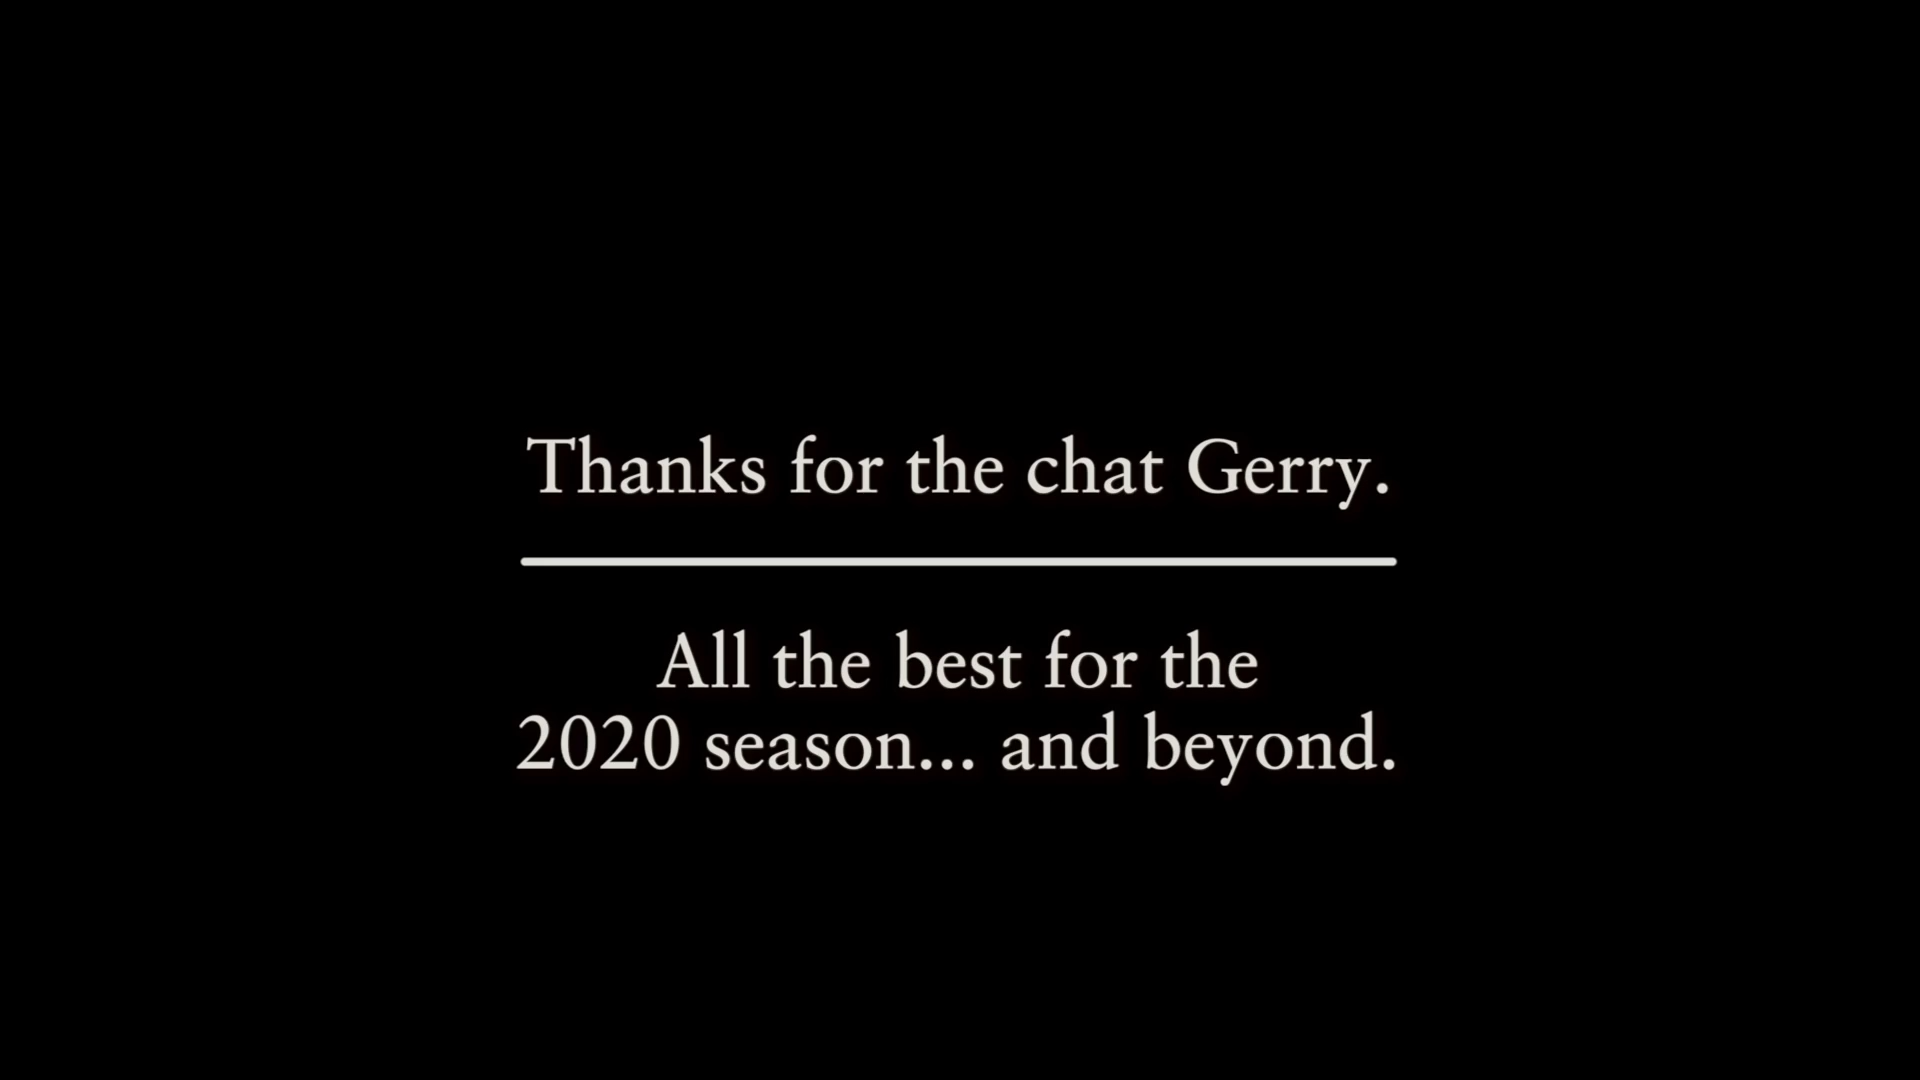 Thanks for the chat Gerry.
All the best for the
2020 season... and beyond.